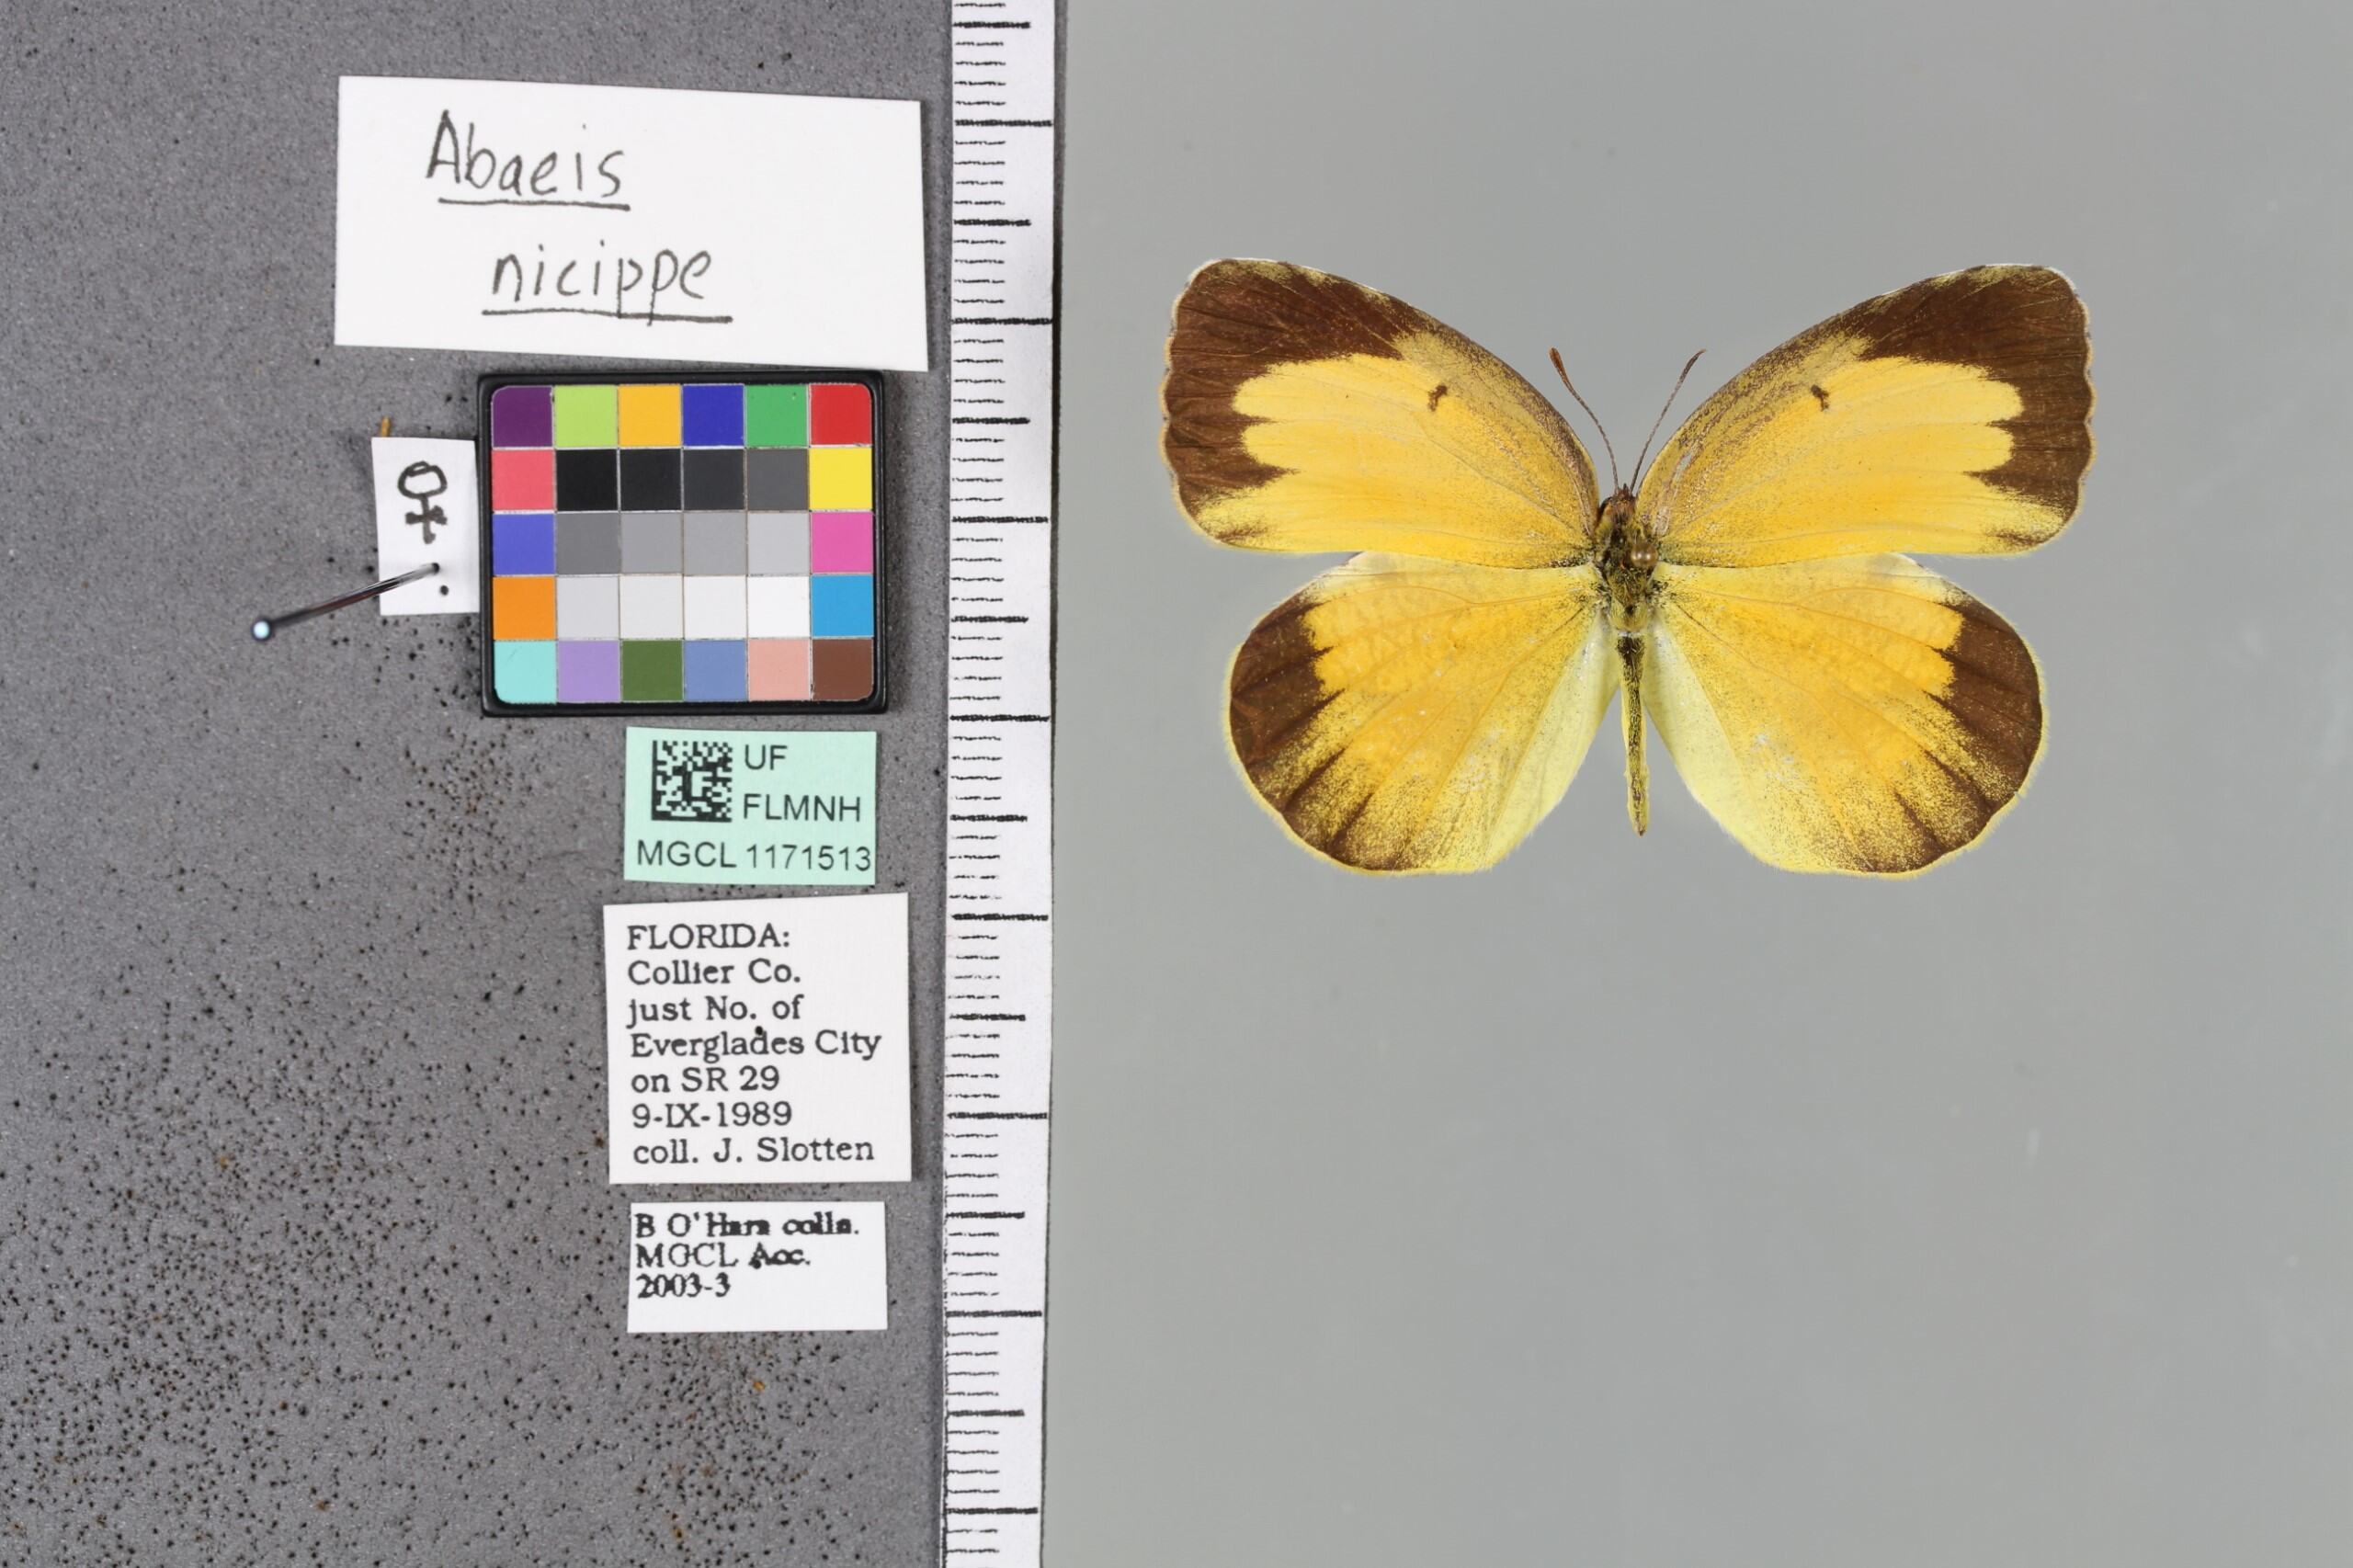 Abaeis
nicippe
♀
UF
FLMNH
MGCL 1171513
FLORIDA:
Collier Co.
just No. of
Everglades City
on SR 29
9-IX-1989
coll. J. Slotten
B O'Hara colln.
MGCL Acc.
2003-3